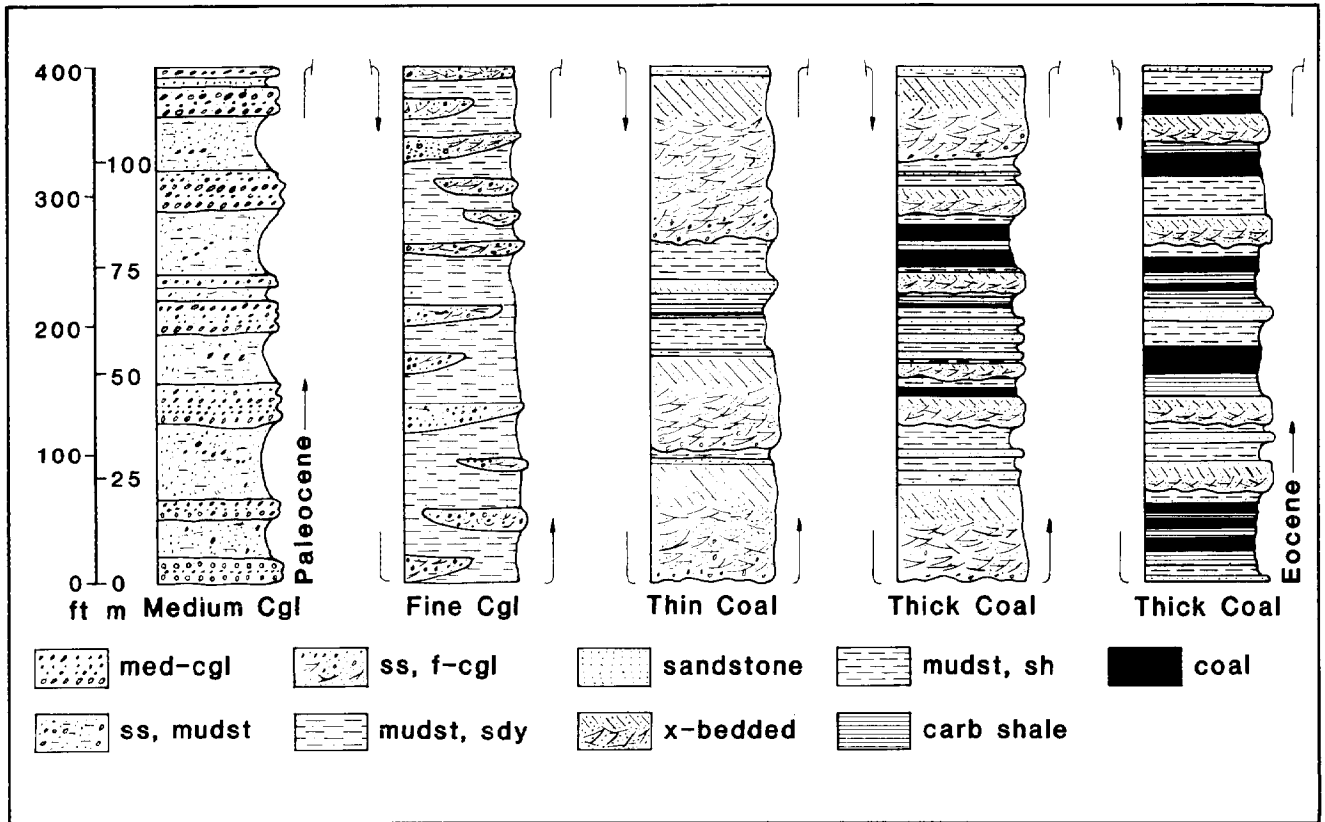 400
100
300
75
200
50
100
25
0 0
ft m
Paleocene
Eocene
Medium Cgl
Fine Cgl
Thin Coal
Thick Coal
Thick Coal
med-cgl
ss, f-cgl
sandstone
mudst, sh
coal
ss, mudst
mudst, sdy
x-bedded
carb shale